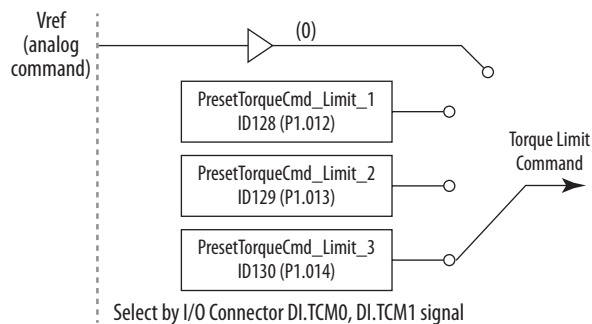 Vref
(analog
command)
(0)
PresetTorqueCmd_Limit_1
ID128 (P1.012)
PresetTorqueCmd_Limit_2
ID129 (P1.013)
Torque Limit
Command
PresetTorqueCmd_Limit_3
ID130 (P1.014)
Select by I/O Connector DI.TCM0, DI.TCM1 signal